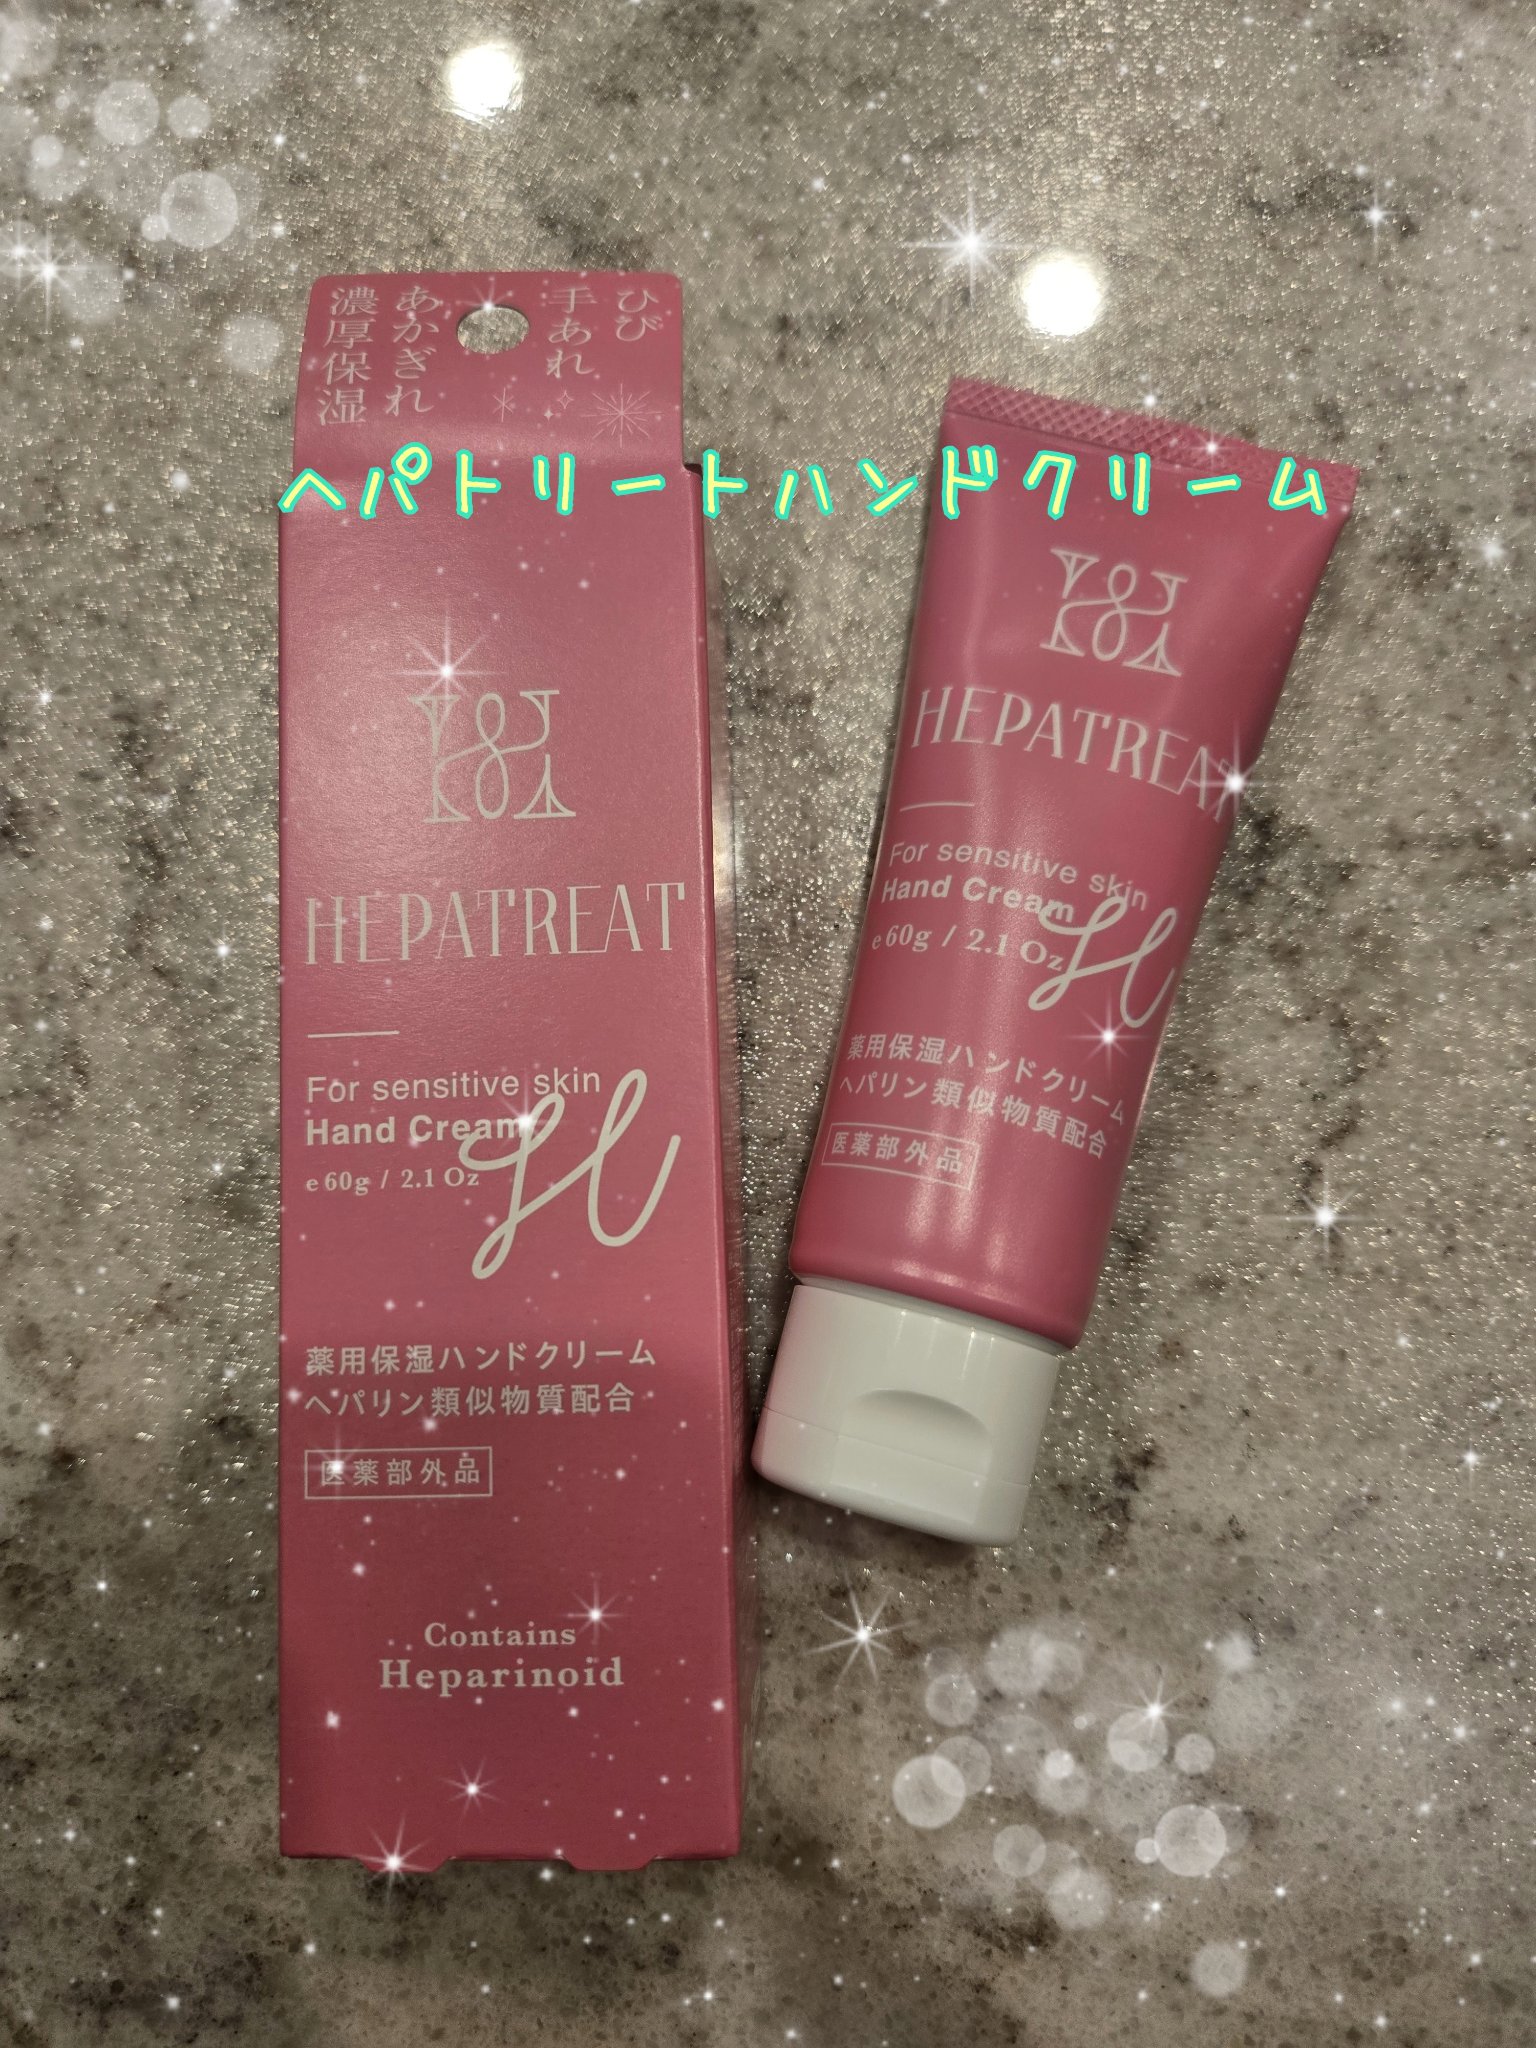 ひび
手あれ
あかぎれ
濃厚保湿
ヘパトリートハンドクリーム
HEPATREAT
For sensitive skin
Hand Cream
e 60g / 2.1 Oz
H
薬用保湿ハンドクリーム
ヘパリン類似物質配合
医薬部外品
Contains
Heparinoid
HEPATREAT
For sensitive skin
Hand Cream
e 60g / 2.1 Oz
H
薬用保湿ハンドクリーム
ヘパリン類似物質配合
医薬部外品